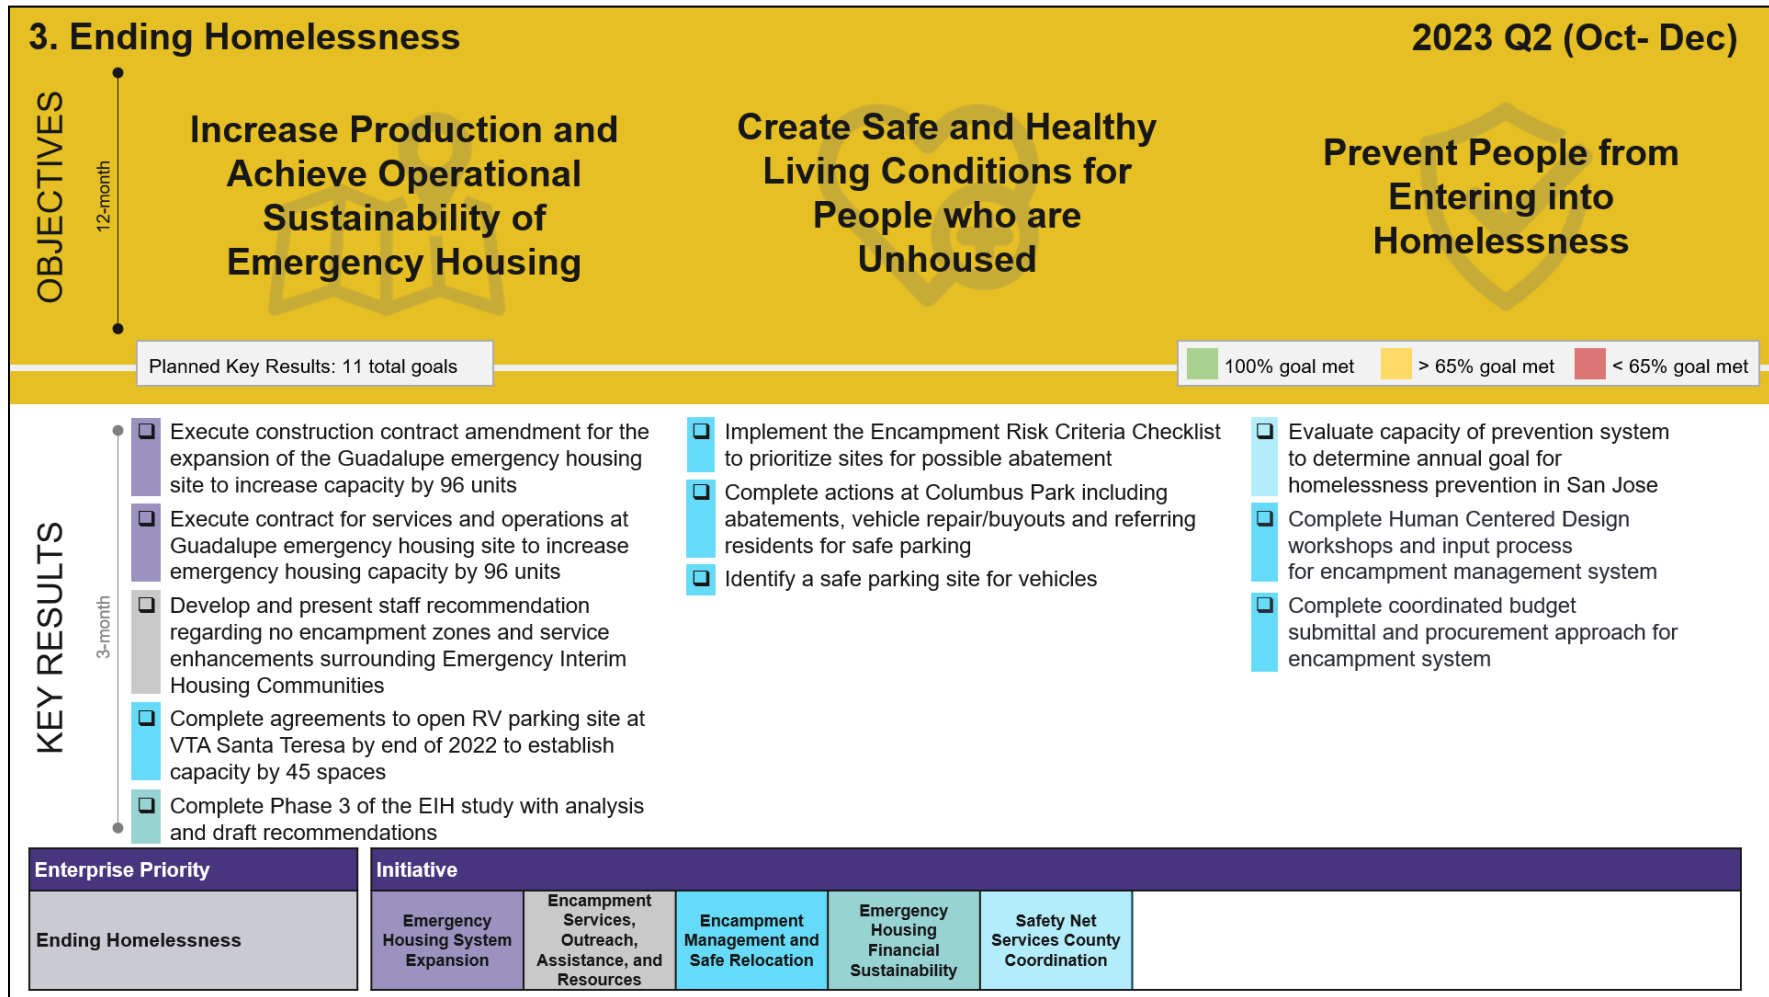 3. Ending Homelessness
2023 Q2 (Oct- Dec)
OBJECTIVES
12-month
Increase Production and
Achieve Operational
Sustainability of
Emergency Housing
Create Safe and Healthy
Living Conditions for
People who are
Unhoused
Prevent People from
Entering into
Homelessness
Planned Key Results: 11 total goals
100% goal met
> 65% goal met
< 65% goal met
KEY RESULTS
3-month
Execute construction contract amendment for the
expansion of the Guadalupe emergency housing
site to increase capacity by 96 units
Execute contract for services and operations at
Guadalupe emergency housing site to increase
emergency housing capacity by 96 units
Develop and present staff recommendation
regarding no encampment zones and service
enhancements surrounding Emergency Interim
Housing Communities
Complete agreements to open RV parking site at
VTA Santa Teresa by end of 2022 to establish
capacity by 45 spaces
Complete Phase 3 of the EIH study with analysis
and draft recommendations
Implement the Encampment Risk Criteria Checklist
to prioritize sites for possible abatement
Complete actions at Columbus Park including
abatements, vehicle repair/buyouts and referring
residents for safe parking
Identify a safe parking site for vehicles
Evaluate capacity of prevention system
to determine annual goal for
homelessness prevention in San Jose
Complete Human Centered Design
workshops and input process
for encampment management system
Complete coordinated budget
submittal and procurement approach for
encampment system
Enterprise Priority
Initiative
Ending Homelessness
Emergency
Housing System
Expansion
Encampment
Services,
Outreach,
Assistance, and
Resources
Encampment
Management and
Safe Relocation
Emergency
Housing
Financial
Sustainability
Safety Net
Services County
Coordination